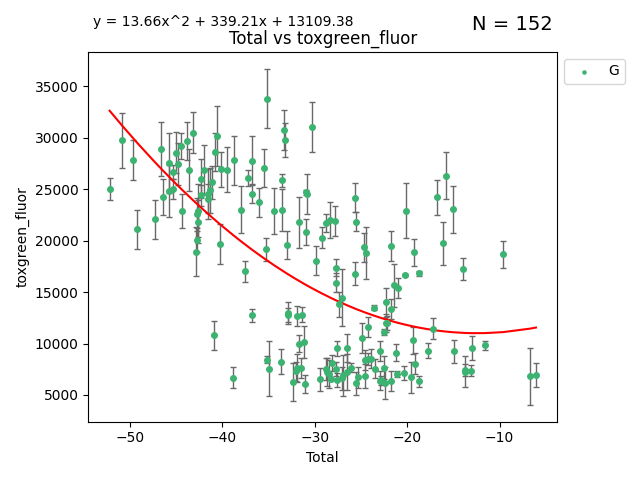 y = 13.66x^2 + 339.21x + 13109.38
N = 152
Total vs toxgreen_fluor
G
toxgreen_fluor
35000
30000
25000
20000
15000
10000
5000
−50
−40
−30
−20
−10
Total